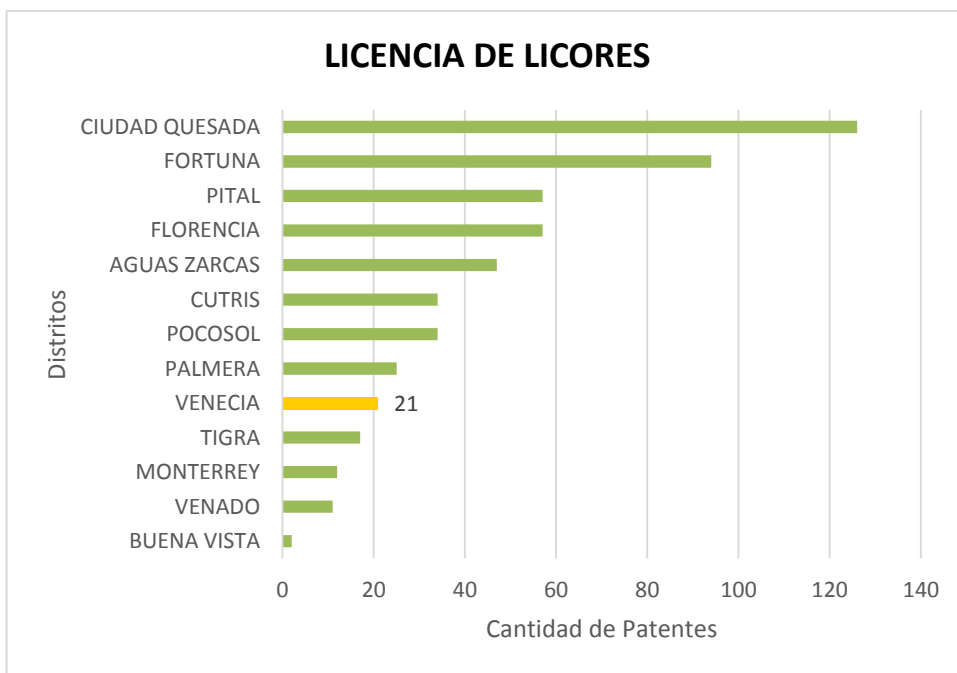 LICENCIA DE LICORES
Distritos
CIUDAD QUESADA
FORTUNA
PITAL
FLORENCIA
AGUAS ZARCAS
CUTRIS
POCOSOL
PALMERA
VENECIA 21
TIGRA
MONTERREY
VENADO
BUENA VISTA
0 20 40 60 80 100 120 140
Cantidad de Patentes